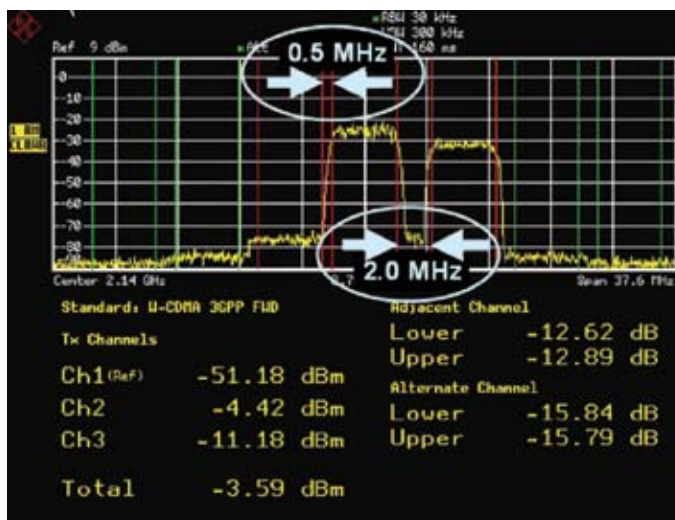 RBW 30 kHz
VBW 300 kHz
Ref 9 dBm
160 ms
0.5 MHz
0
-10
-20
-30
-40
-50
-60
-70
-80
2.0 MHz
Center 2.14 GHz
Span 37.6 MHz
Standard: W-CDMA 3GPP FWD
Tx Channels
Ch1 (Ref) -51.18 dBm
Ch2 -4.42 dBm
Ch3 -11.18 dBm
Total -3.59 dBm
Adjacent Channel
Lower -12.62 dB
Upper -12.89 dB
Alternate Channel
Lower -15.84 dB
Upper -15.79 dB